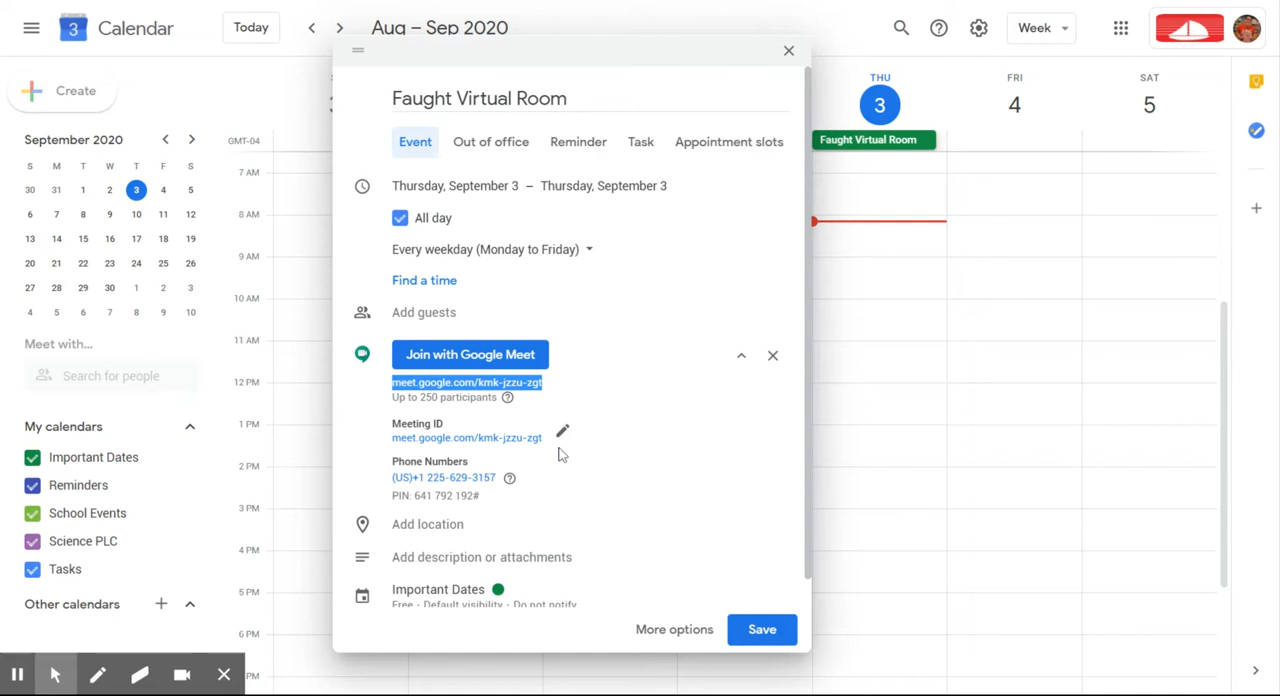 Calendar
Today
Aug – Sep 2020
Week
3
Create
September 2020
S M T W T F S
30 31 1 2 3 4 5
6 7 8 9 10 11 12
13 14 15 16 17 18 19
20 21 22 23 24 25 26
27 28 29 30 1 2 3
4 5 6 7 8 9 10
Meet with...
Search for people
My calendars
Important Dates
Reminders
School Events
Science PLC
Tasks
Other calendars
GMT-04
7 AM
8 AM
9 AM
10 AM
11 AM
12 PM
1 PM
2 PM
3 PM
4 PM
5 PM
6 PM
PM
Faught Virtual Room
Event Out of office Reminder Task Appointment slots
Thursday, September 3 – Thursday, September 3
All day
Every weekday (Monday to Friday)
Find a time
Add guests
Join with Google Meet
meet.google.com/kmk-jzzu-zgt
Up to 250 participants
Meeting ID
meet.google.com/kmk-jzzu-zgt
Phone Numbers
(US)+1 225-629-3157
PIN: 641 792 192#
Add location
Add description or attachments
Important Dates
Free · Default visibility · Do not notify
More options
Save
THU
3
FRI
4
SAT
5
Faught Virtual Room